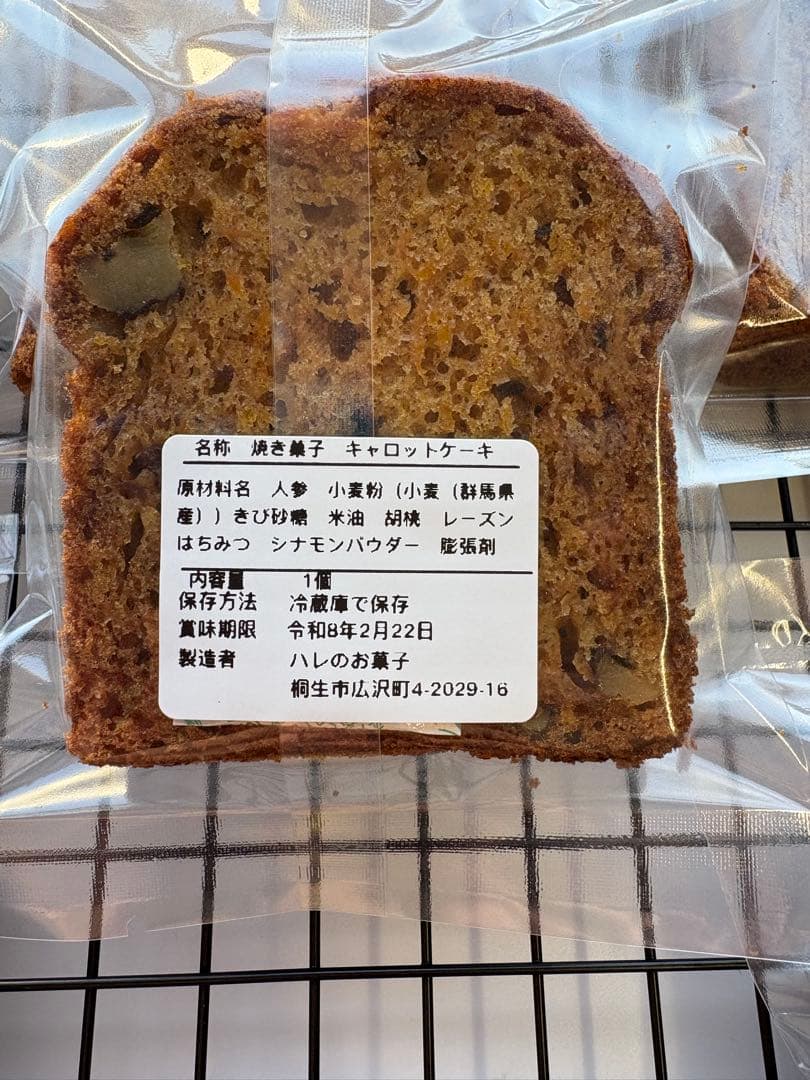 名称　焼き菓子　キャロットケーキ
原材料名　人参　小麦粉（小麦（群馬県
産））きび砂糖　米油　胡桃　レーズン
はちみつ　シナモンパウダー　膨張剤
内容量　1個
保存方法　冷蔵庫で保存
賞味期限　令和8年2月22日
製造者　ハレのお菓子
桐生市広沢町4-2029-16